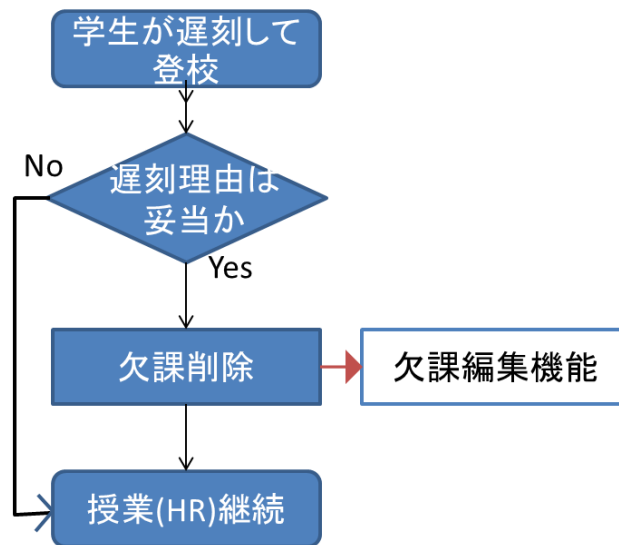 学生が遅刻して
登校
No
遅刻理由は
妥当か
Yes
欠課削除
欠課編集機能
授業(HR)継続